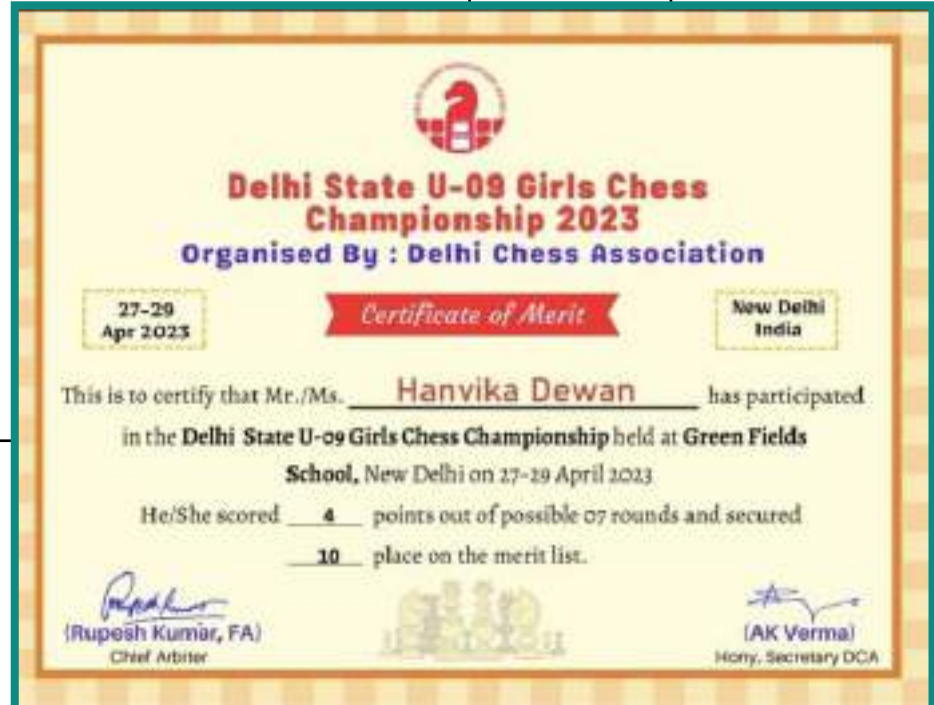 Delhi State U-09 Girls Chess
Championship 2023
Organised By : Delhi Chess Association
27-29
Apr 2023
Certificate of Merit
New Delhi
India
This is to certify that Mr./Ms. Hanvika Dewan has participated
in the Delhi State U-09 Girls Chess Championship held at Green Fields
School, New Delhi on 27-29 April 2023
He/She scored 4 points out of possible 07 rounds and secured
10 place on the merit list.
(Rupesh Kumar, FA)
Chief Arbiter
(AK Verma)
Hony. Secretary DCA